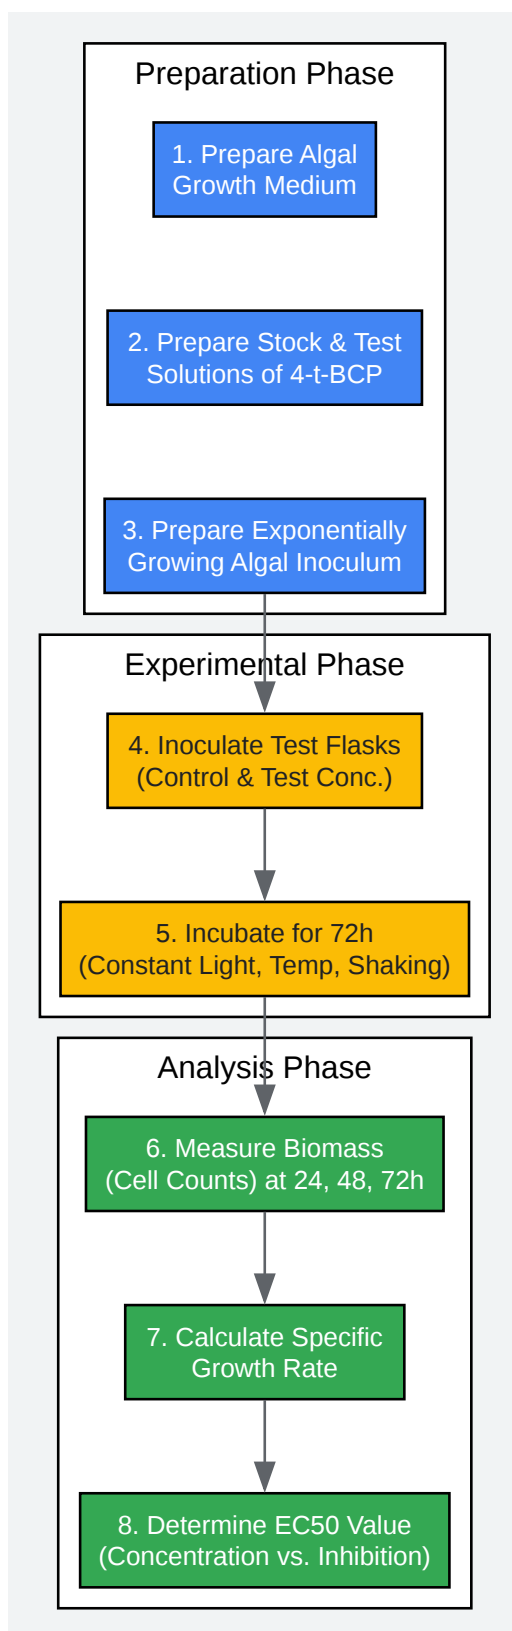 Preparation Phase
1. Prepare Algal
Growth Medium
2. Prepare Stock & Test
Solutions of 4-t-BCP
3. Prepare Exponentially
Growing Algal Inoculum
Experimental Phase
4. Inoculate Test Flasks
(Control & Test Conc.)
5. Incubate for 72h
(Constant Light, Temp, Shaking)
Analysis Phase
6. Measure Biomass
(Cell Counts) at 24, 48, 72h
7. Calculate Specific
Growth Rate
8. Determine EC50 Value
(Concentration vs. Inhibition)